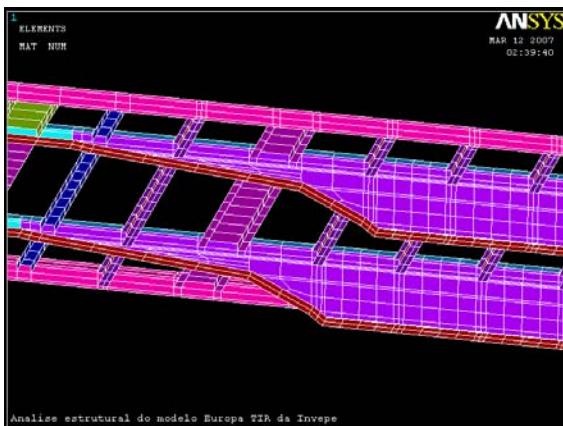 1
ELEMENTS
MAT NUM
ANSYS
MAR 12 2007
02:39:40
Analise estrutural do modelo Europa TIR da Invepe